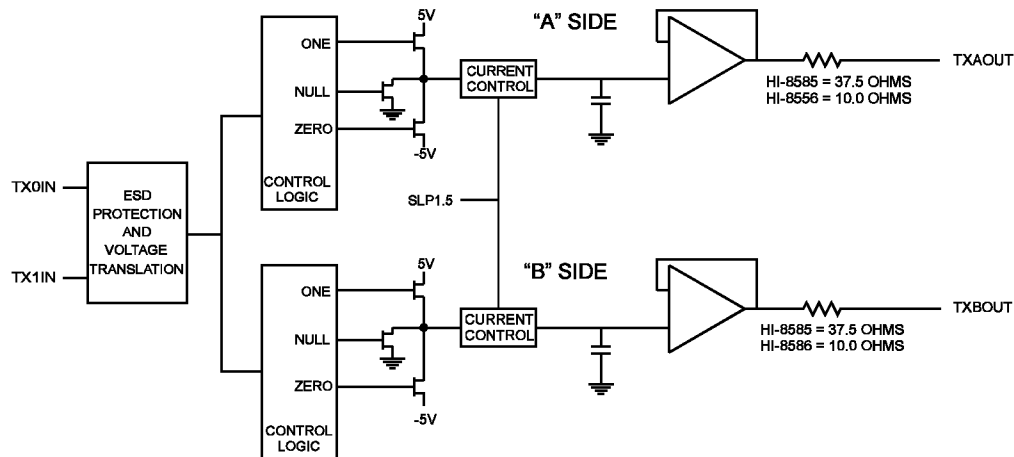 5V
"A" SIDE
ONE
NULL
ZERO
-5V
CONTROL
LOGIC
CURRENT
CONTROL
TXAOUT
HI-8585 = 37.5 OHMS
HI-8556 = 10.0 OHMS
TX0IN
TX1IN
ESD
PROTECTION
AND
VOLTAGE
TRANSLATION
SLP1.5
5V
"B" SIDE
ONE
NULL
ZERO
-5V
CONTROL
LOGIC
CURRENT
CONTROL
TXBOUT
HI-8585 = 37.5 OHMS
HI-8586 = 10.0 OHMS